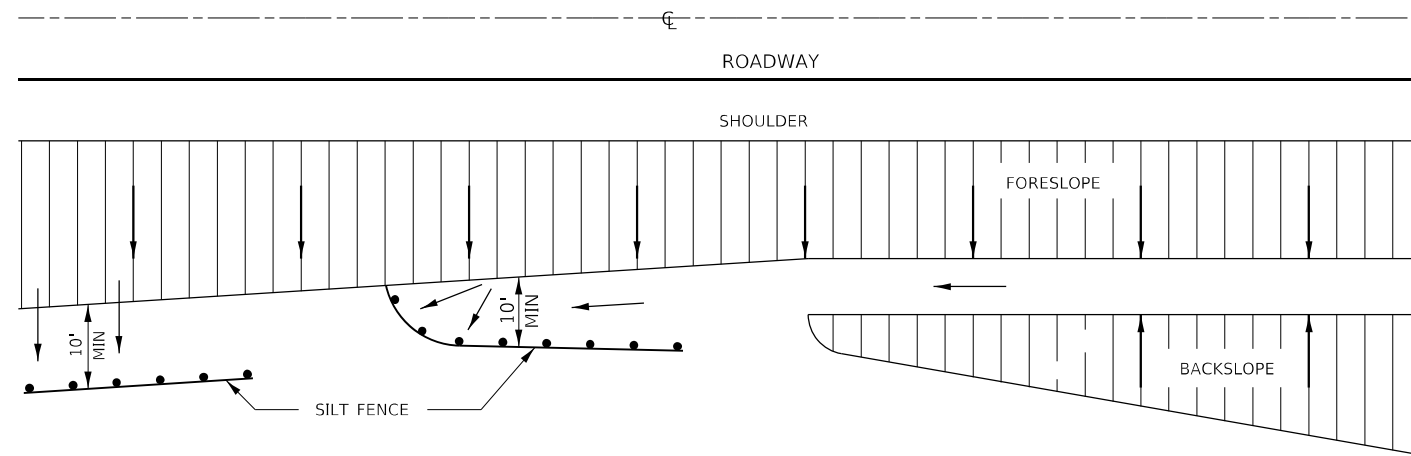 ℄
ROADWAY
SHOULDER
FORESLOPE
10'
MIN
10'
MIN
BACKSLOPE
SILT FENCE